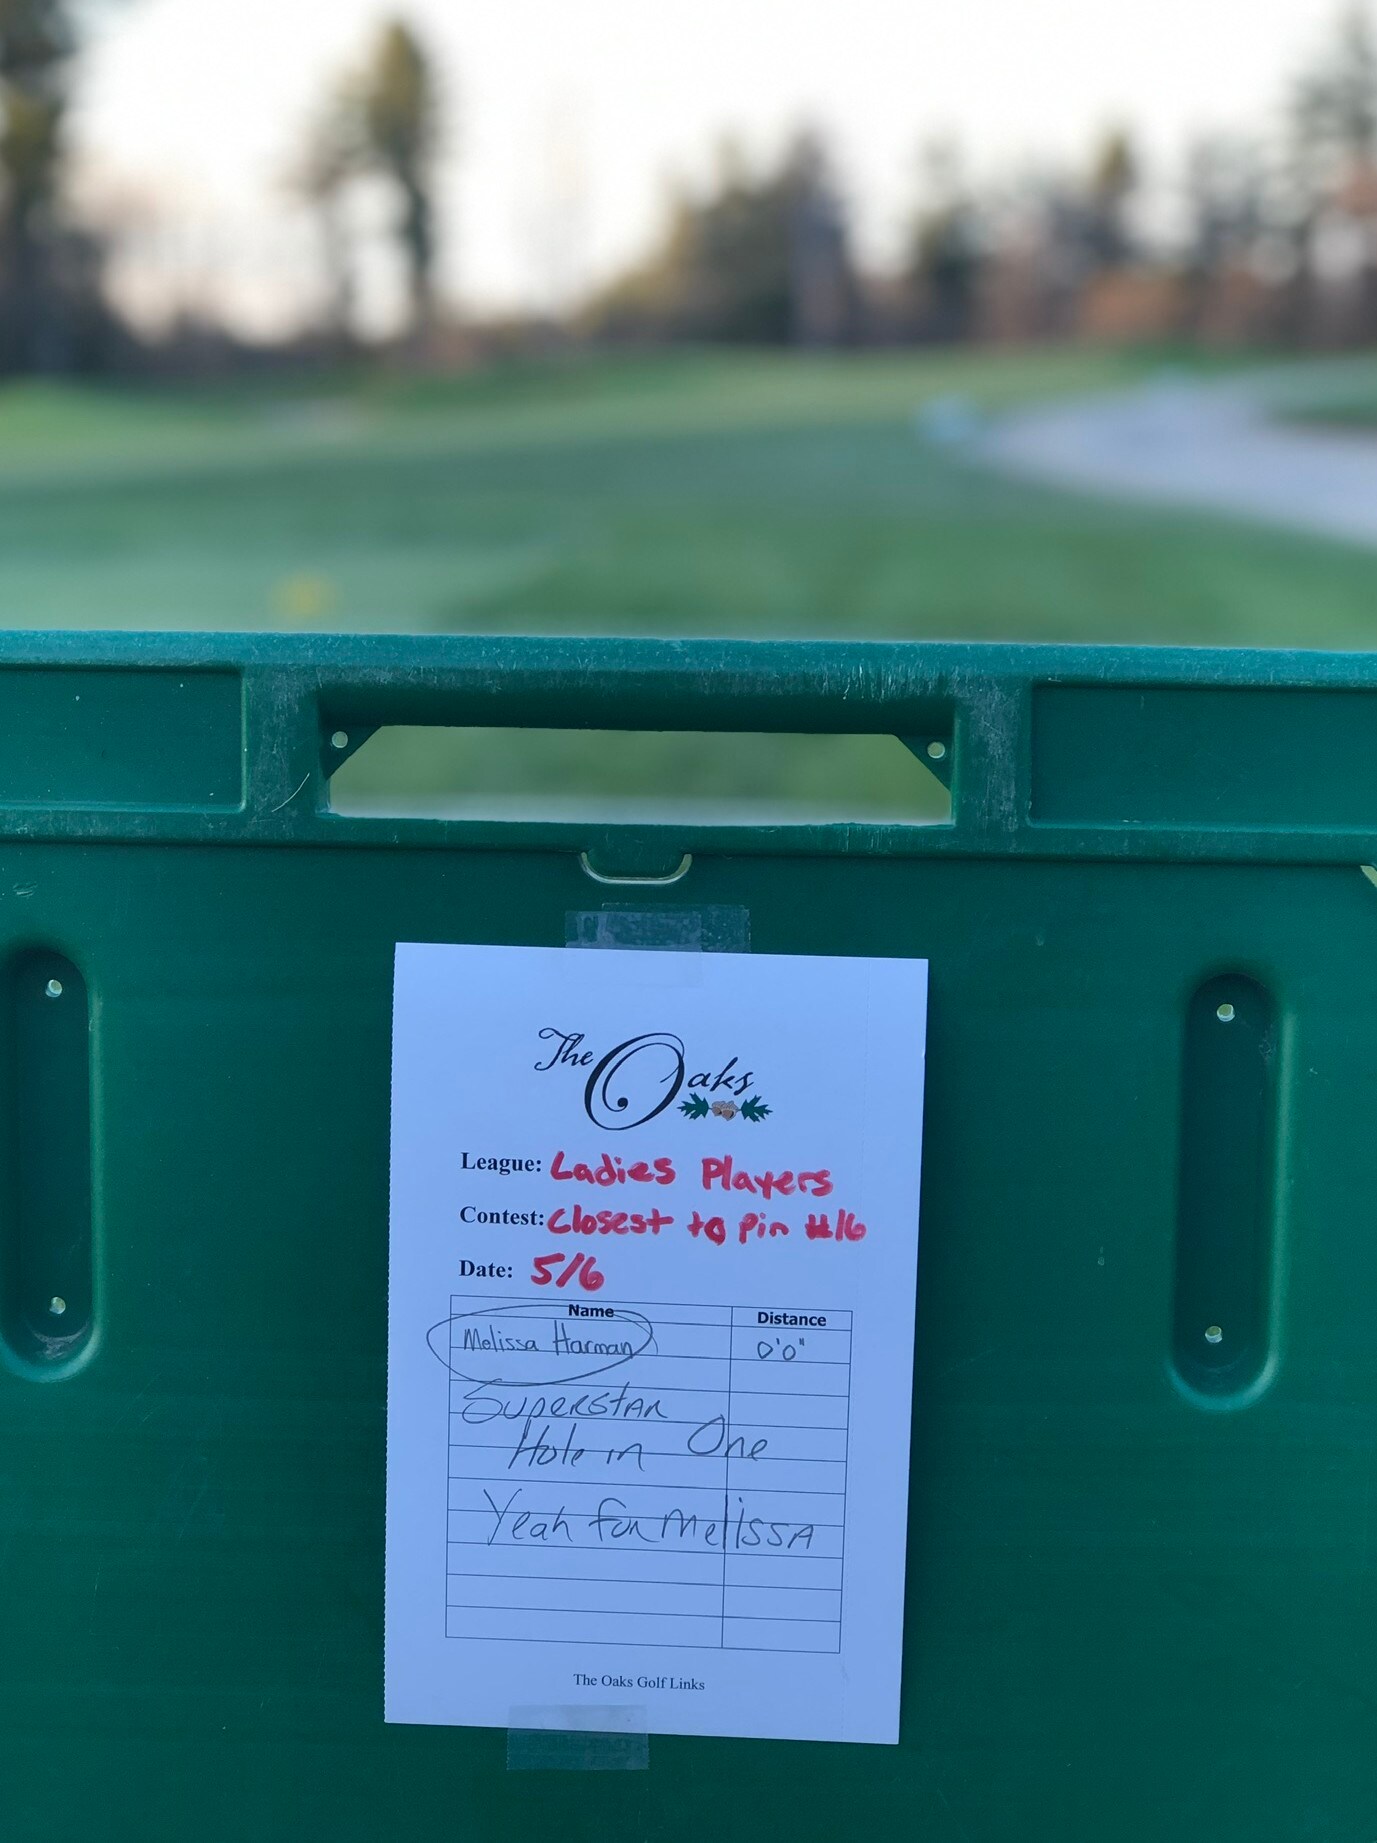 The Oaks
League: Ladies Players
Contest: Closest to Pin #16
Date: 5/6
Name Distance
Melissa Harman 0'0"
Superstar
Hole in One
Yeah for Melissa
The Oaks Golf Links